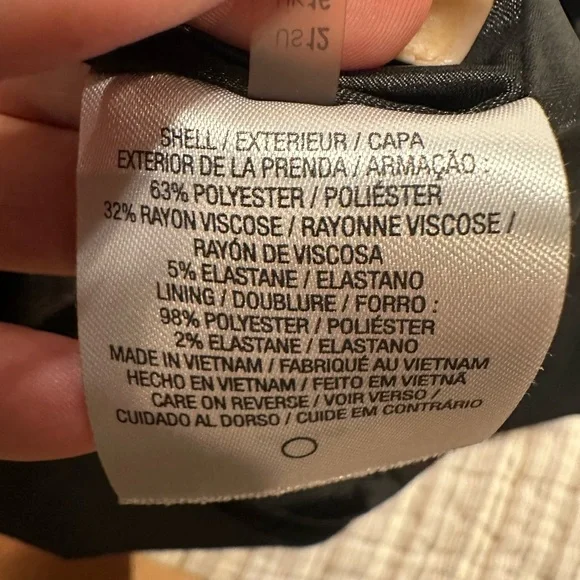 UK16
US12
SHELL / EXTERIEUR / CAPA
EXTERIOR DE LA PRENDA / ARMAÇÃO :
63% POLYESTER / POLIÉSTER
32% RAYON VISCOSE / RAYONNE VISCOSE /
RAYÓN DE VISCOSA
5% ELASTANE / ELASTANO
LINING / DOUBLURE / FORRO :
98% POLYESTER / POLIÉSTER
2% ELASTANE / ELASTANO
MADE IN VIETNAM / FABRIQUÉ AU VIETNAM
HECHO EN VIETNAM / FEITO EM VIETNÃ
CARE ON REVERSE / VOIR VERSO /
CUIDADO AL DORSO / CUIDE EM CONTRÁRIO